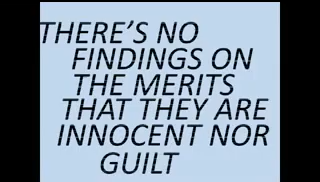 THERE'S NO
FINDINGS ON
THE MERITS
THAT THEY ARE
INNOCENT NOR
GUILT